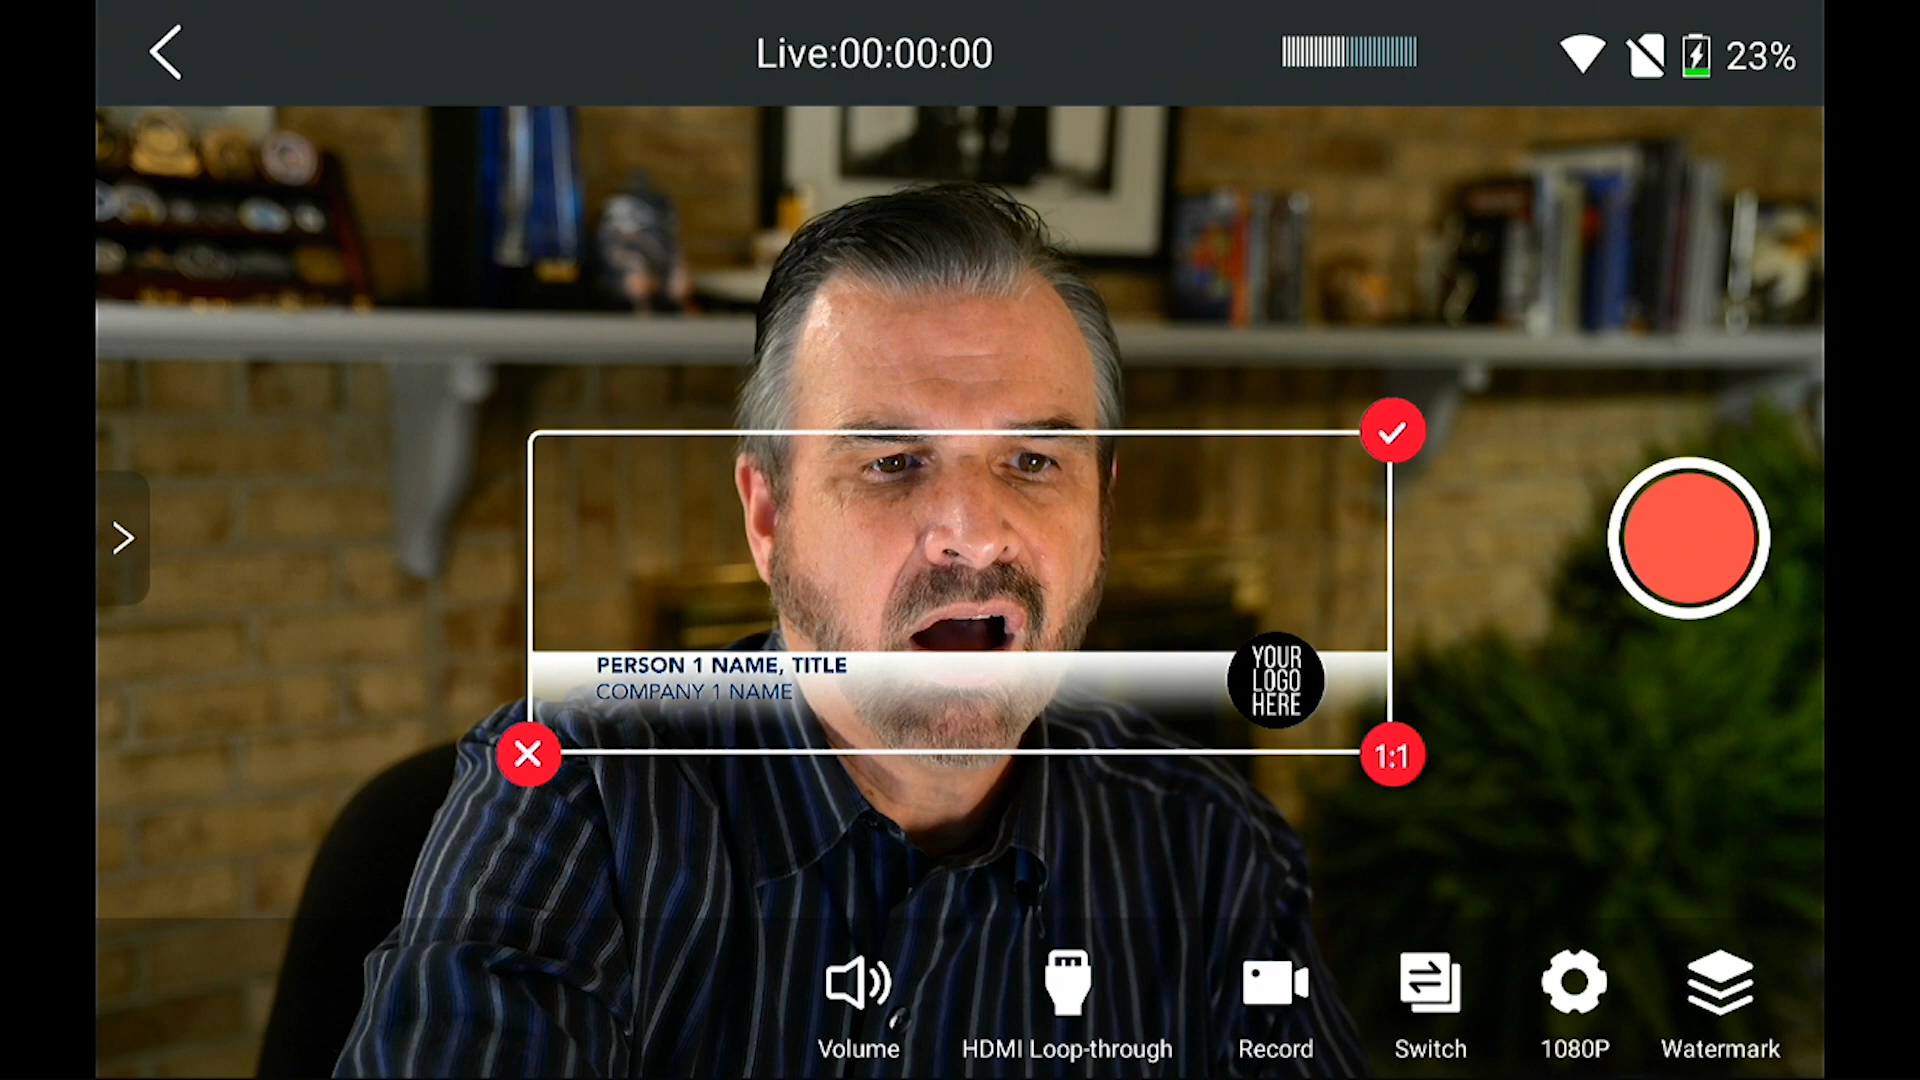 Live:00:00:00
23%
PERSON 1 NAME, TITLE
COMPANY 1 NAME
YOUR
LOGO
HERE
1:1
Volume
HDMI Loop-through
Record
Switch
1080P
Watermark